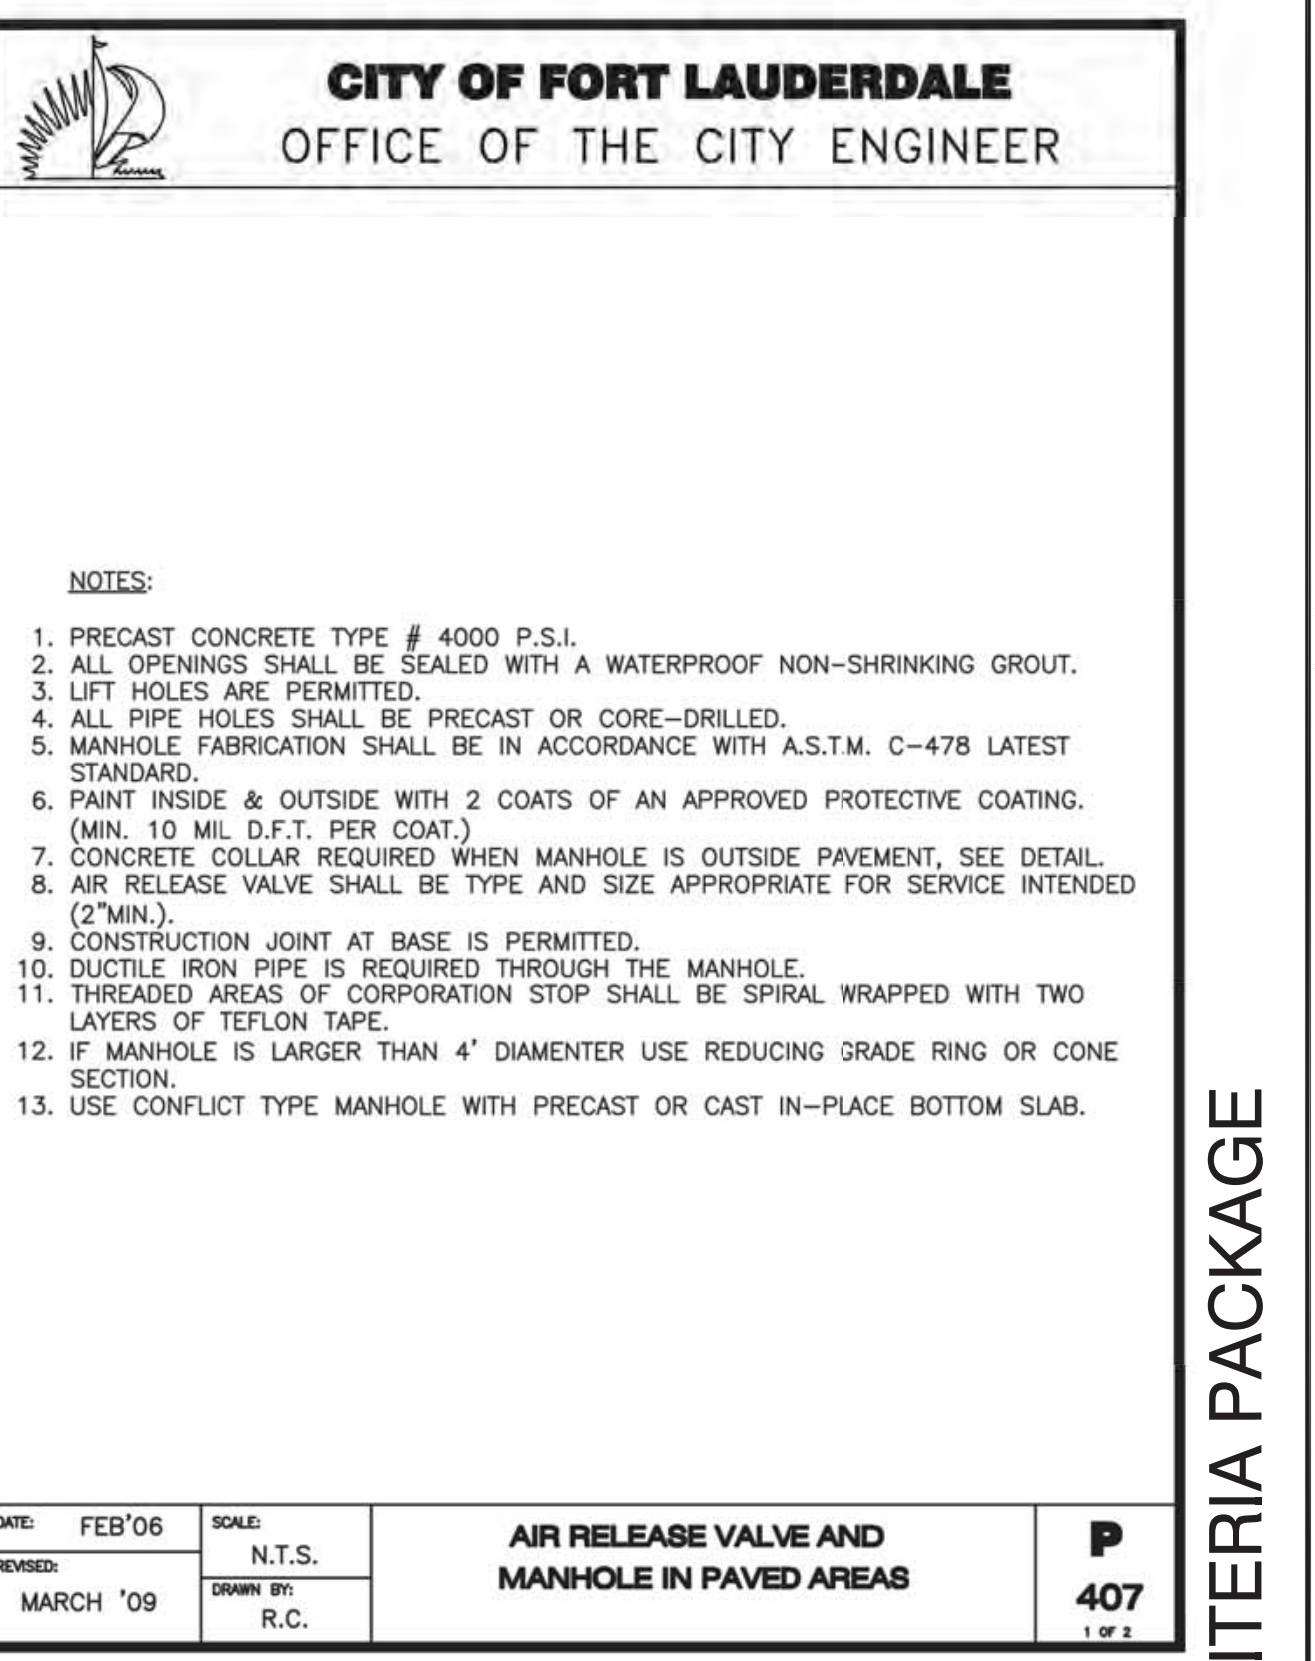 CITY OF FORT LAUDERDALE
OFFICE OF THE CITY ENGINEER
NOTES:
1. PRECAST CONCRETE TYPE # 4000 P.S.I.
2. ALL OPENINGS SHALL BE SEALED WITH A WATERPROOF NON-SHRINKING GROUT.
3. LIFT HOLES ARE PERMITTED.
4. ALL PIPE HOLES SHALL BE PRECAST OR CORE-DRILLED.
5. MANHOLE FABRICATION SHALL BE IN ACCORDANCE WITH A.S.T.M. C-478 LATEST
STANDARD.
6. PAINT INSIDE & OUTSIDE WITH 2 COATS OF AN APPROVED PROTECTIVE COATING.
(MIN. 10 MIL D.F.T. PER COAT.)
7. CONCRETE COLLAR REQUIRED WHEN MANHOLE IS OUTSIDE PAVEMENT, SEE DETAIL.
8. AIR RELEASE VALVE SHALL BE TYPE AND SIZE APPROPRIATE FOR SERVICE INTENDED
(2"MIN.).
9. CONSTRUCTION JOINT AT BASE IS PERMITTED.
10. DUCTILE IRON PIPE IS REQUIRED THROUGH THE MANHOLE.
11. THREADED AREAS OF CORPORATION STOP SHALL BE SPIRAL WRAPPED WITH TWO
LAYERS OF TEFLON TAPE.
12. IF MANHOLE IS LARGER THAN 4' DIAMENTER USE REDUCING GRADE RING OR CONE
SECTION.
13. USE CONFLICT TYPE MANHOLE WITH PRECAST OR CAST IN-PLACE BOTTOM SLAB.
DATE: FEB'06
REVISED:
MARCH '09
SCALE:
N.T.S.
DRAWN BY:
R.C.
AIR RELEASE VALVE AND
MANHOLE IN PAVED AREAS
P
407
1 OF 2
ITERIA PACKAGE